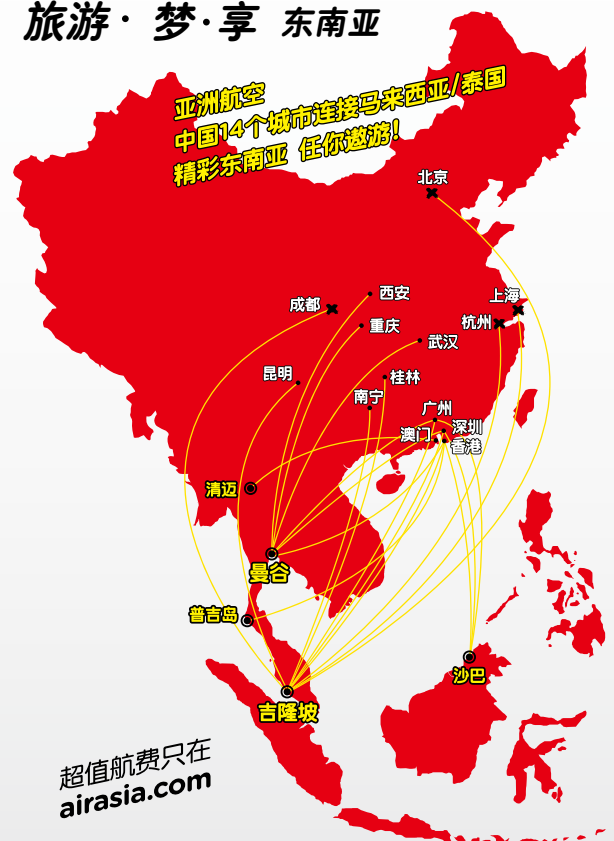 旅游·梦·享 东南亚
亚洲航空
中国14个城市连接马来西亚/泰国
精彩东南亚 任你遨游!
北京
成都
西安
上海
重庆
杭州
武汉
昆明
桂林
南宁
广州
深圳
澳门
香港
清迈
曼谷
普吉岛
沙巴
吉隆坡
超值航费只在
airasia.com